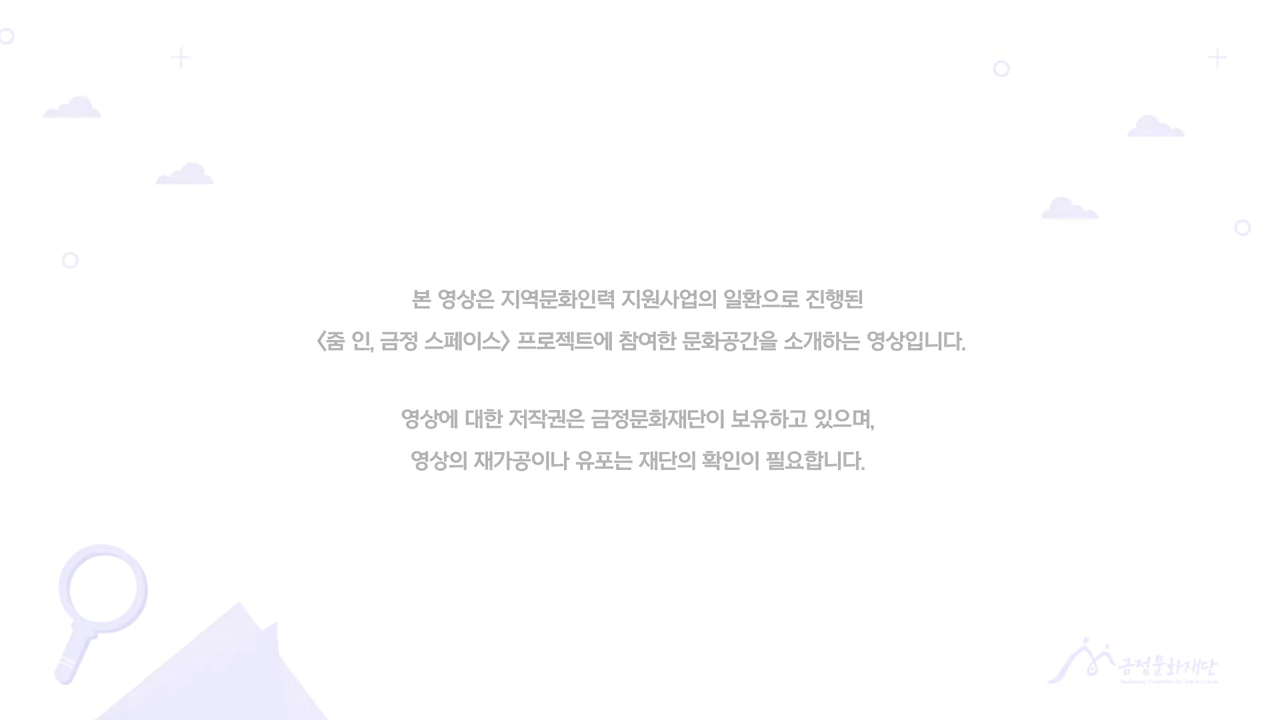 본 영상은 지역문화인력 지원사업의 일환으로 진행된
<줌 인, 금정 스페이스> 프로젝트에 참여한 문화공간을 소개하는 영상입니다.
영상에 대한 저작권은 금정문화재단이 보유하고 있으며,
영상의 재가공이나 유포는 재단의 확인이 필요합니다.
금정문화재단